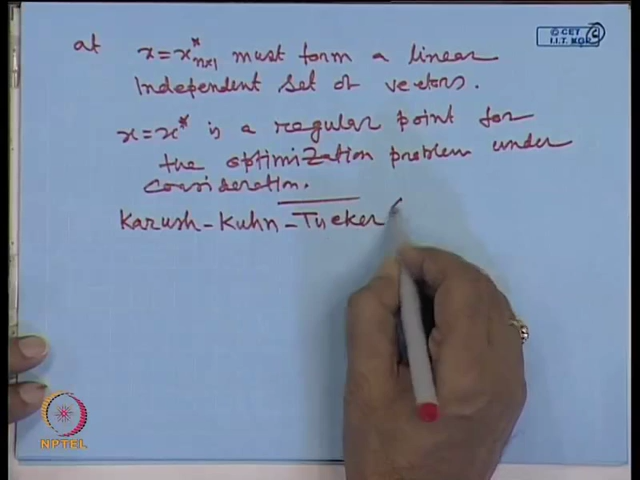 © CET
I.I.T. KGP
at x = x*ₙₓ₁ must form a linear
Independent set of vectors.
x = x* is a regular point for
the optimization problem under
consideration.
Karush-Kuhn-Tucker (
NPTEL